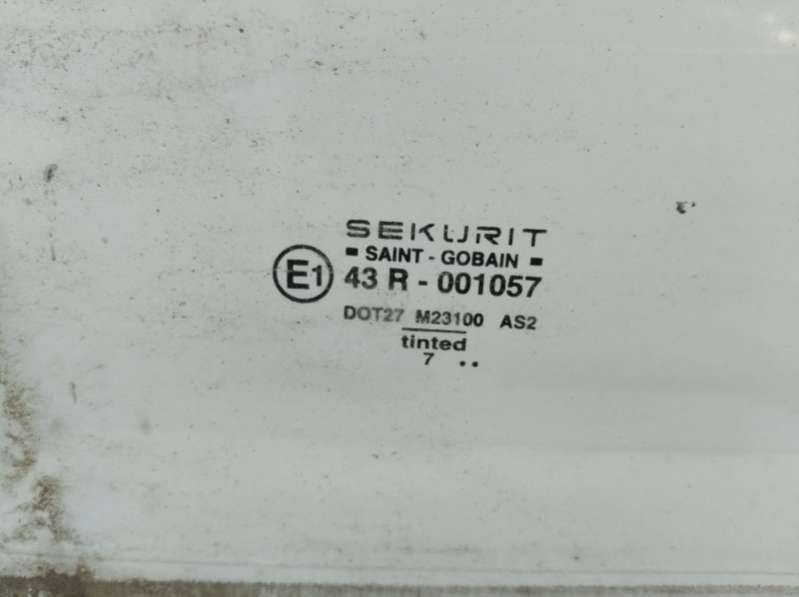 SEKURIT
SAINT - GOBAIN
E1 43 R - 001057
DOT27 M23100 AS2
tinted
7 ..